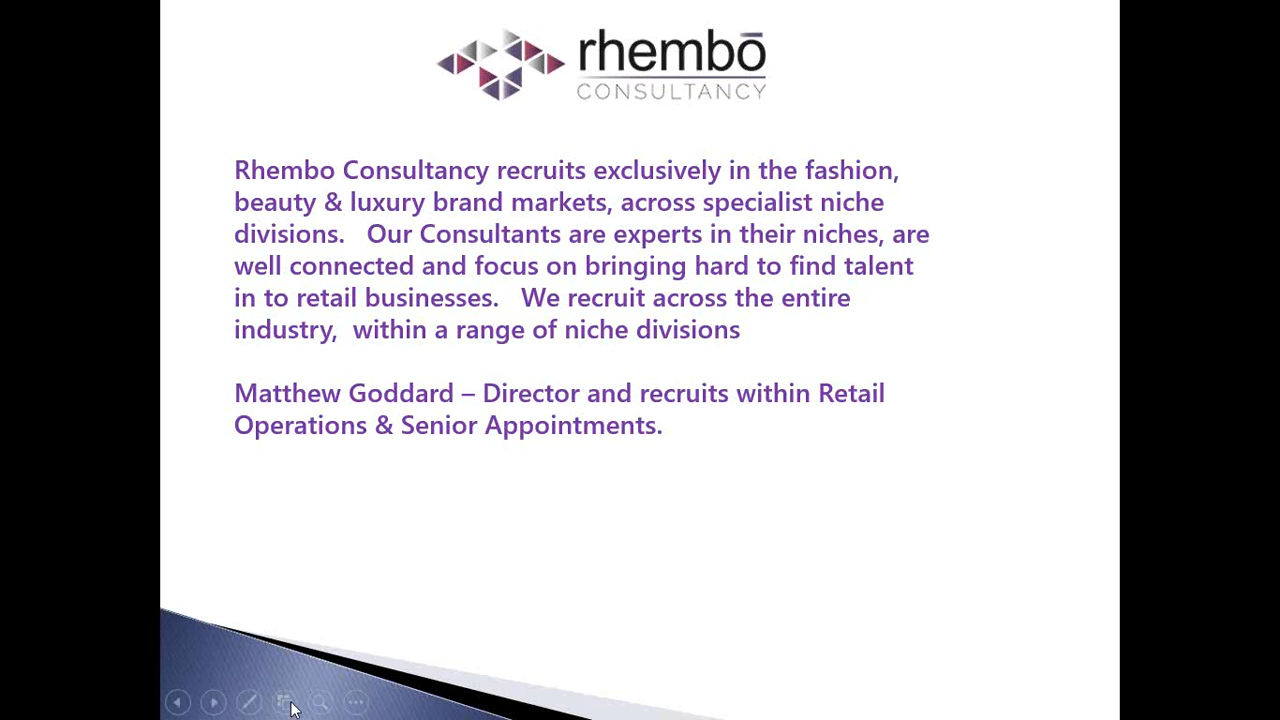 rhembō
CONSULTANCY
Rhembo Consultancy recruits exclusively in the fashion,
beauty & luxury brand markets, across specialist niche
divisions.   Our Consultants are experts in their niches, are
well connected and focus on bringing hard to find talent
in to retail businesses.   We recruit across the entire
industry,  within a range of niche divisions
Matthew Goddard – Director and recruits within Retail
Operations & Senior Appointments.